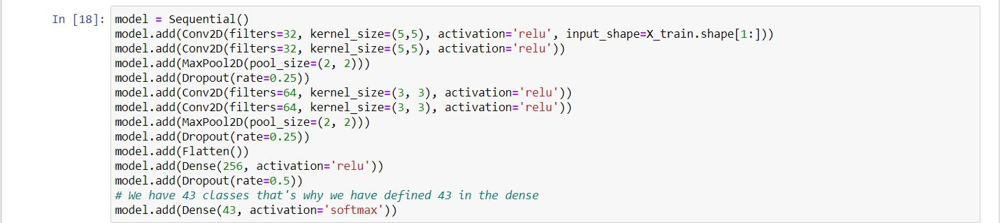 In [18]: model = Sequential()
model.add(Conv2D(filters=32, kernel_size=(5,5), activation='relu', input_shape=X_train.shape[1:]))
model.add(Conv2D(filters=32, kernel_size=(5,5), activation='relu'))
model.add(MaxPool2D(pool_size=(2, 2)))
model.add(Dropout(rate=0.25))
model.add(Conv2D(filters=64, kernel_size=(3, 3), activation='relu'))
model.add(Conv2D(filters=64, kernel_size=(3, 3), activation='relu'))
model.add(MaxPool2D(pool_size=(2, 2)))
model.add(Dropout(rate=0.25))
model.add(Flatten())
model.add(Dense(256, activation='relu'))
model.add(Dropout(rate=0.5))
# We have 43 classes that's why we have defined 43 in the dense
model.add(Dense(43, activation='softmax'))